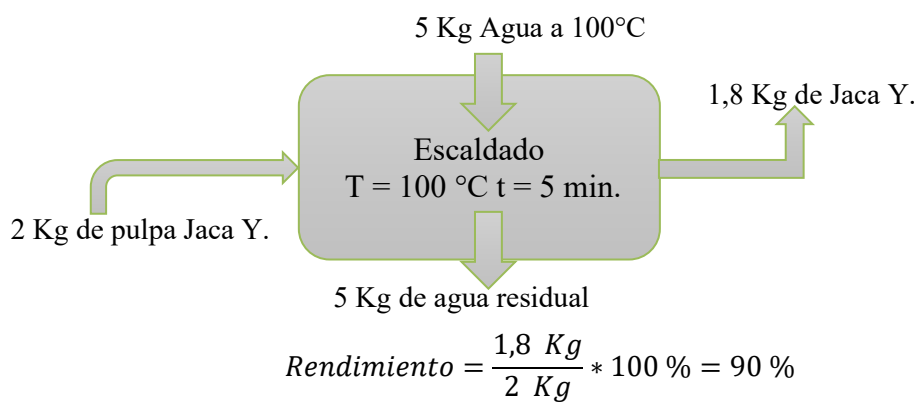 5 Kg Agua a 100°C
1,8 Kg de Jaca Y.
Escaldado
T = 100 °C t = 5 min.
2 Kg de pulpa Jaca Y.
5 Kg de agua residual
Rendimiento = \frac{1,8 Kg}{2 Kg} * 100 % = 90 %